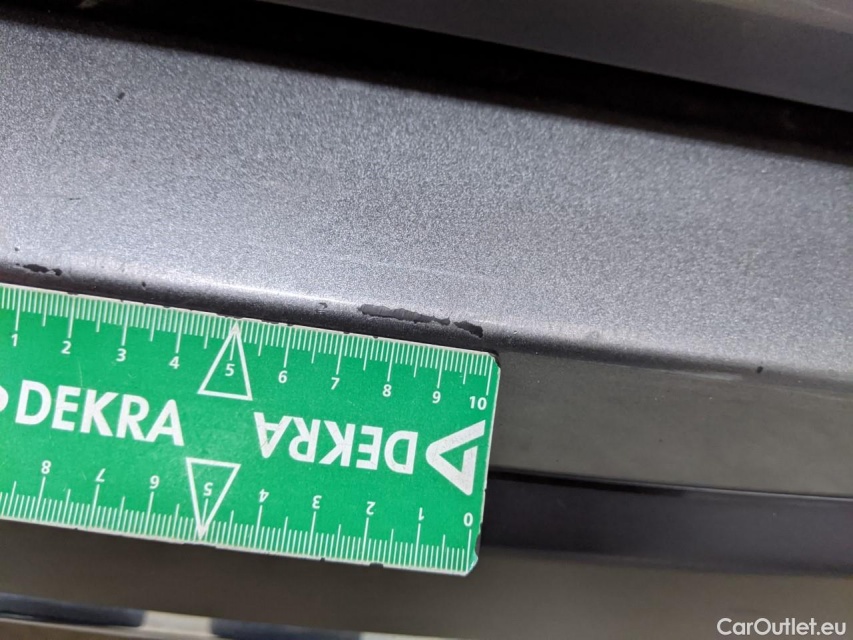 1 2 3 4 5 6 7 8 9 10
DEKRA
DEKRA
8 7 6 5 4 3 2 1 0
CarOutlet.eu